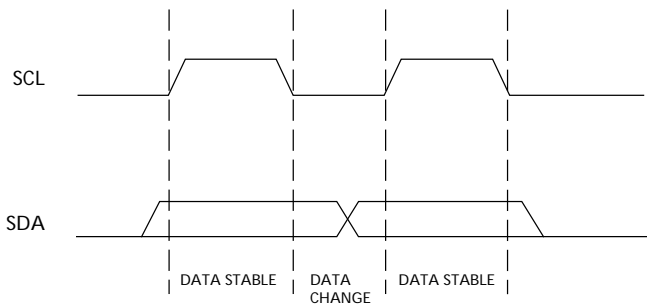 SCL
SDA
DATA STABLE
DATA
CHANGE
DATA STABLE